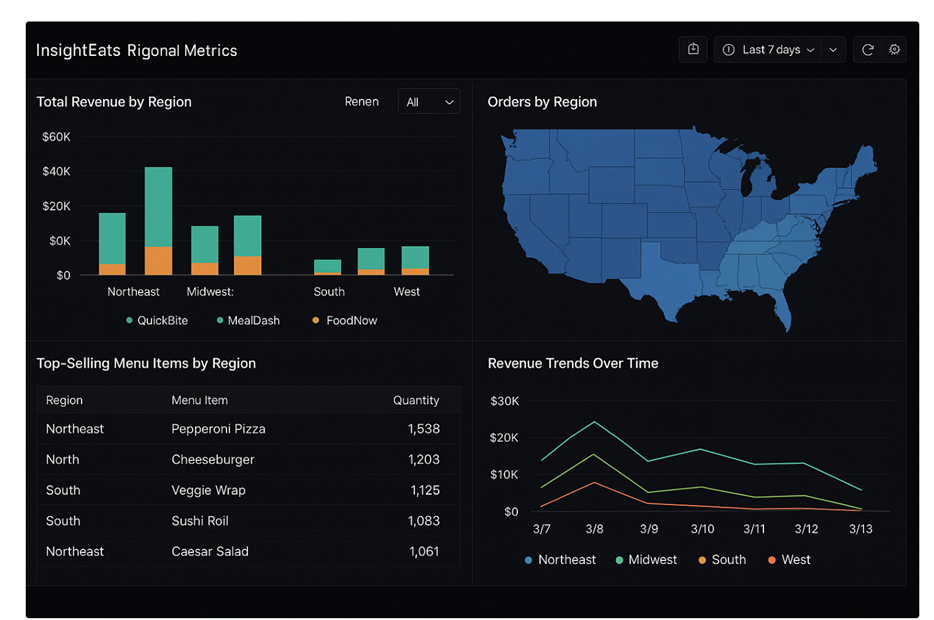 InsightEats Rigonal Metrics
Last 7 days
Total Revenue by Region
Renen
All
$60K
$40K
$20K
$0K
$0
Northeast Midwest: South West
QuickBite MealDash FoodNow
Orders by Region
Top-Selling Menu Items by Region
Region Menu Item Quantity
Northeast Pepperoni Pizza 1,538
North Cheeseburger 1,203
South Veggie Wrap 1,125
South Sushi Roil 1,083
Northeast Caesar Salad 1,061
Revenue Trends Over Time
$30K
$20K
$10K
$0
3/7 3/8 3/9 3/10 3/11 3/12 3/13
Northeast Midwest South West